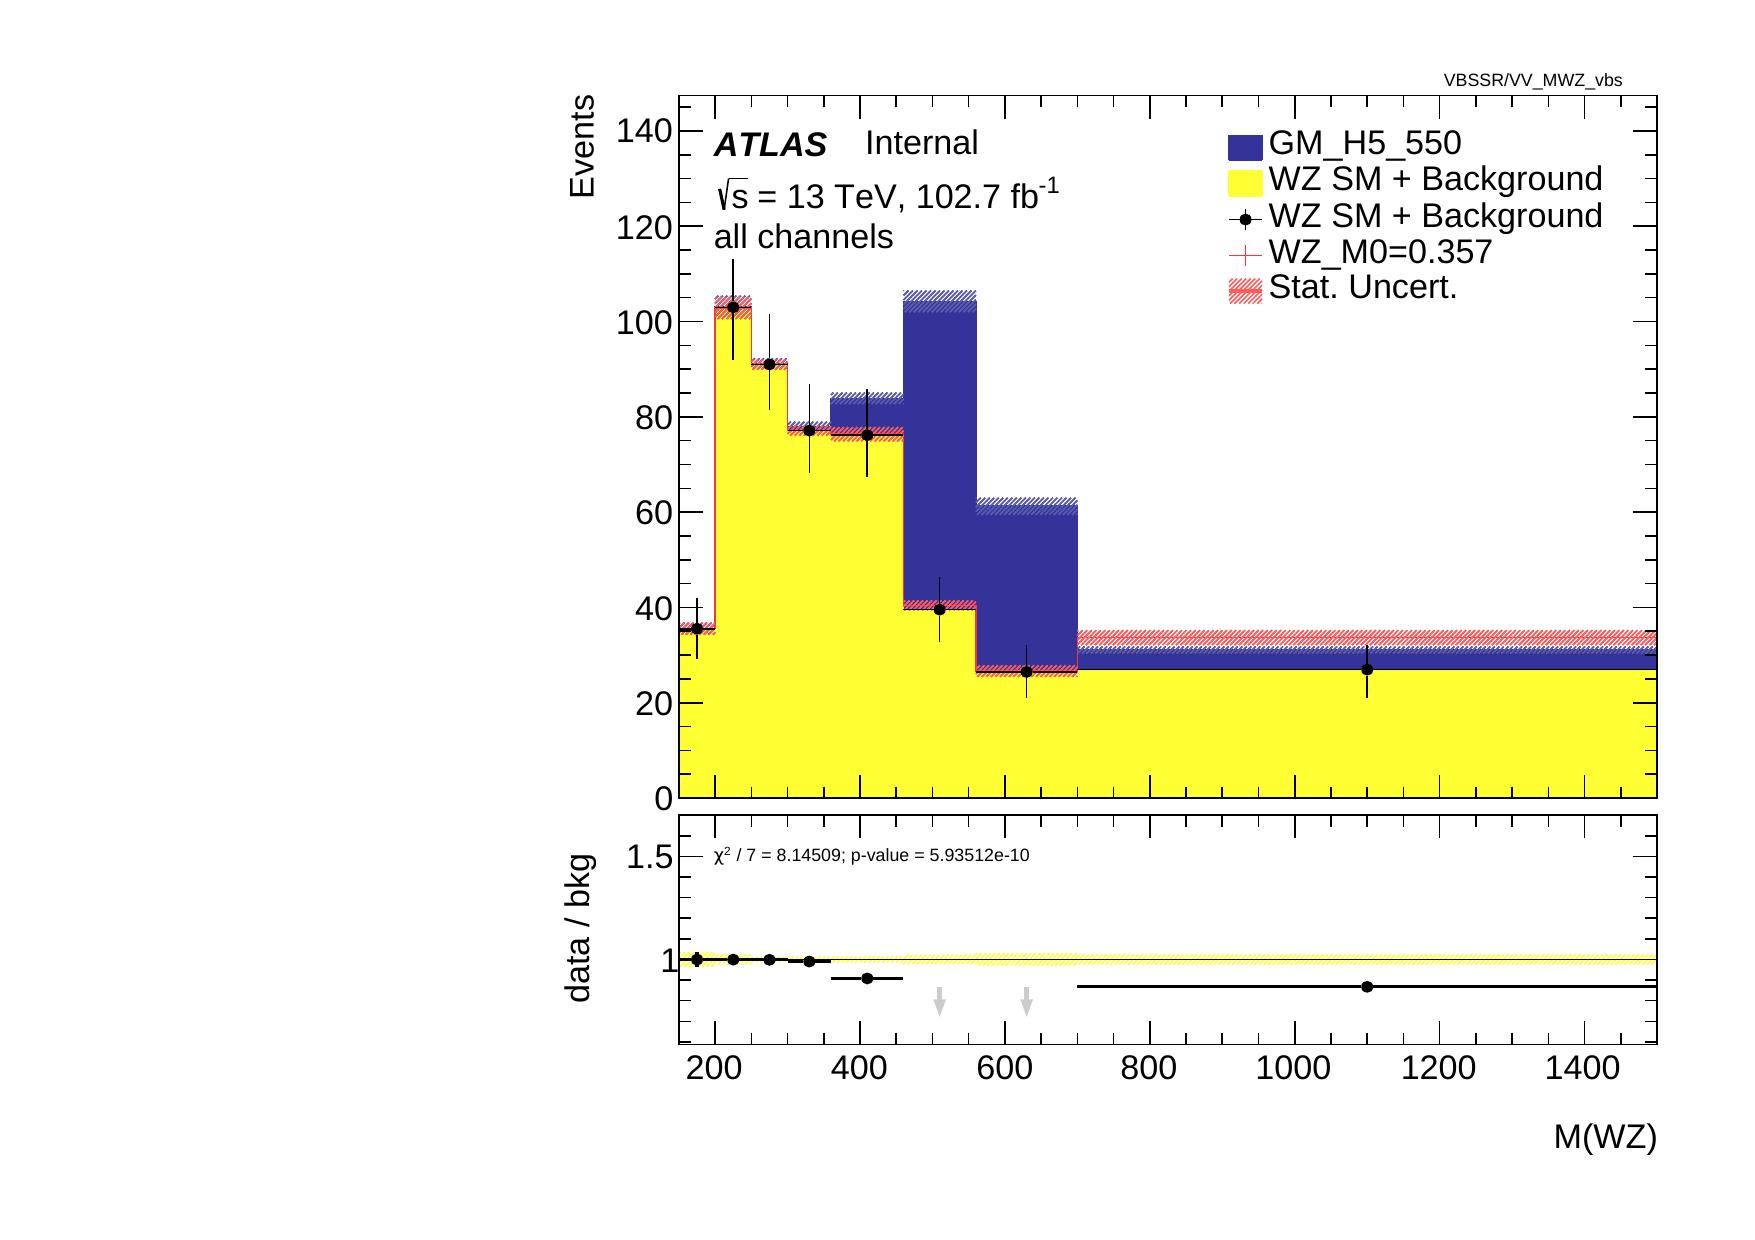 VBSSR/VV_MWZ_vbs
Events
140
120
100
80
60
40
20
0
ATLAS Internal
√s = 13 TeV, 102.7 fb-1
all channels
GM_H5_550
WZ SM + Background
WZ SM + Background
WZ_M0=0.357
Stat. Uncert.
data / bkg
1.5
1
χ2 / 7 = 8.14509; p-value = 5.93512e-10
200 400 600 800 1000 1200 1400
M(WZ)